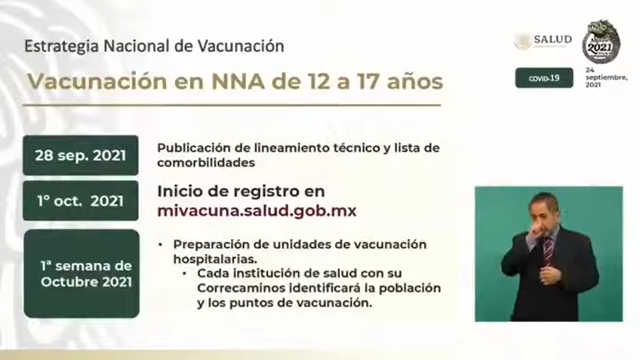 Estrategia Nacional de Vacunación
SALUD
2021
Vacunación en NNA de 12 a 17 años
COVID-19
24
septiembre,
2021
28 sep. 2021
Publicación de lineamiento técnico y lista de
comorbilidades
1º oct. 2021
Inicio de registro en
mivacuna.salud.gob.mx
1ª semana de
Octubre 2021
• Preparación de unidades de vacunación
hospitalarias.
• Cada institución de salud con su
Correcaminos identificará la población
y los puntos de vacunación.